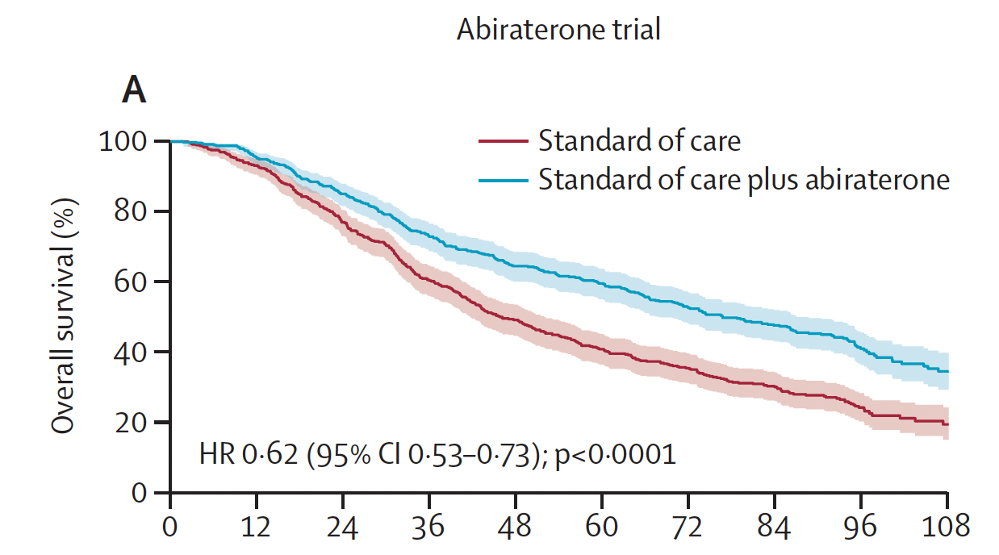 Abiraterone trial
A
Standard of care
Standard of care plus abiraterone
Overall survival (%)
100
80
60
40
20
0
HR 0·62 (95% CI 0·53–0·73); p<0·0001
0 12 24 36 48 60 72 84 96 108